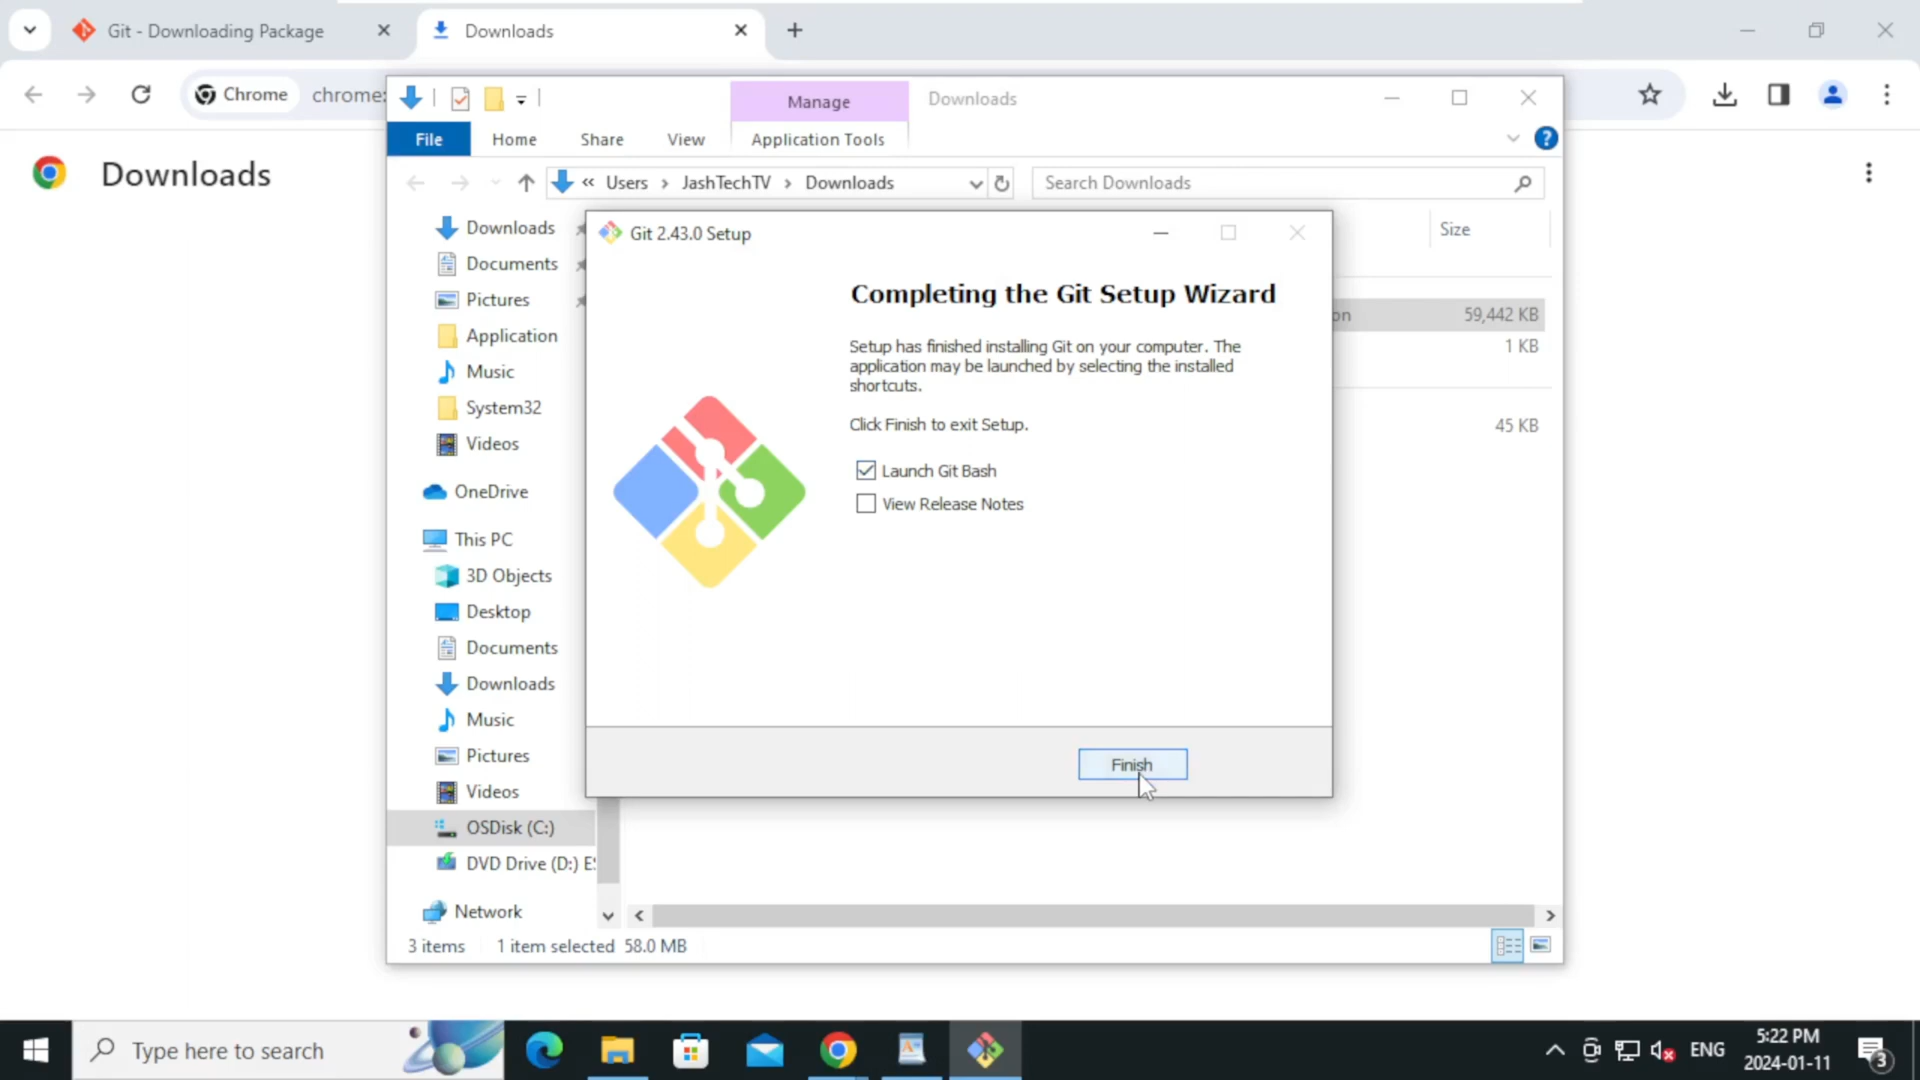 Git - Downloading Package
Downloads
Chrome
chrome:
Downloads
Manage
Downloads
File
Home
Share
View
Application Tools
« Users > JashTechTV > Downloads
Search Downloads
Size
on
59,442 KB
1 KB
45 KB
Downloads
Documents
Pictures
Application
Music
System32
Videos
OneDrive
This PC
3D Objects
Desktop
Documents
Downloads
Music
Pictures
Videos
OSDisk (C:)
DVD Drive (D:) E
Network
3 items
1 item selected 58.0 MB
Git 2.43.0 Setup
Completing the Git Setup Wizard
Setup has finished installing Git on your computer. The
application may be launched by selecting the installed
shortcuts.
Click Finish to exit Setup.
Launch Git Bash
View Release Notes
Finish
Type here to search
ENG
5:22 PM
2024-01-11
3